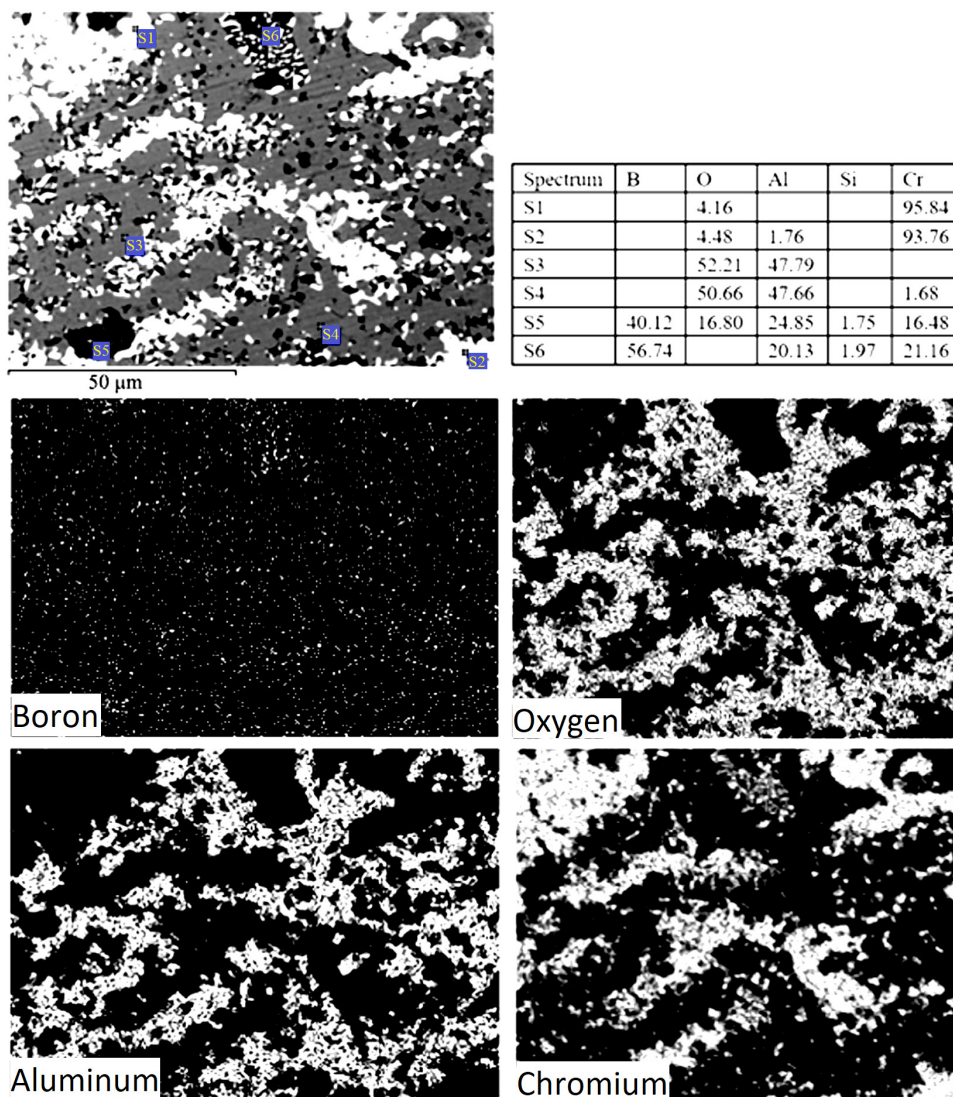 S1
S6
S3
S4
S5
S2
50 µm
Spectrum B O Al Si Cr
S1 4.16 95.84
S2 4.48 1.76 93.76
S3 52.21 47.79
S4 50.66 47.66 1.68
S5 40.12 16.80 24.85 1.75 16.48
S6 56.74 20.13 1.97 21.16
Boron
Oxygen
Aluminum
Chromium